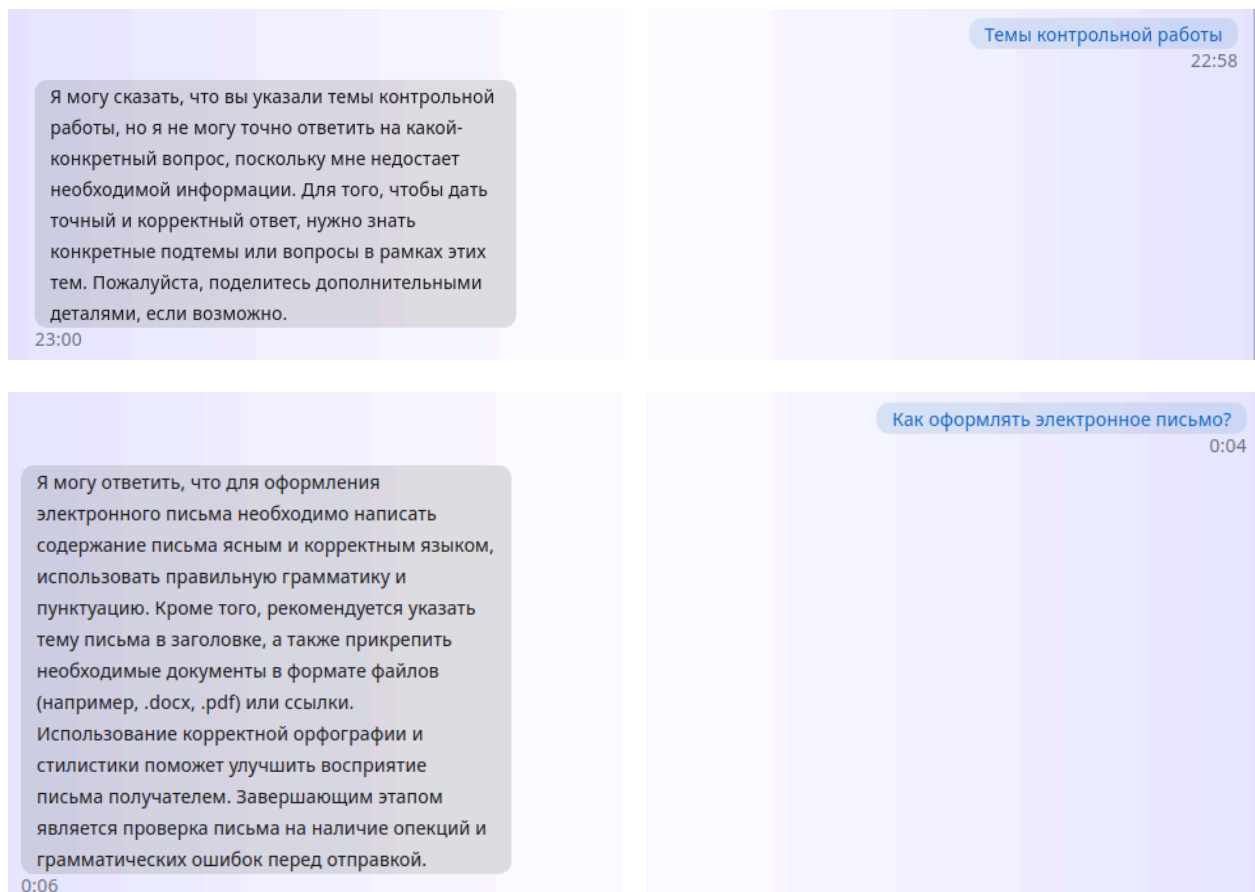 Темы контрольной работы
22:58
Я могу сказать, что вы указали темы контрольной
работы, но я не могу точно ответить на какой-
конкретный вопрос, поскольку мне недостает
необходимой информации. Для того, чтобы дать
точный и корректный ответ, нужно знать
конкретные подтемы или вопросы в рамках этих
тем. Пожалуйста, поделитесь дополнительными
деталями, если возможно.
23:00
Как оформлять электронное письмо?
0:04
Я могу ответить, что для оформления
электронного письма необходимо написать
содержание письма ясным и корректным языком,
использовать правильную грамматику и
пунктуацию. Кроме того, рекомендуется указать
тему письма в заголовке, а также прикрепить
необходимые документы в формате файлов
(например, .docx, .pdf) или ссылки.
Использование корректной орфографии и
стилистики поможет улучшить восприятие
письма получателем. Завершающим этапом
является проверка письма на наличие опекций и
грамматических ошибок перед отправкой.
0:06